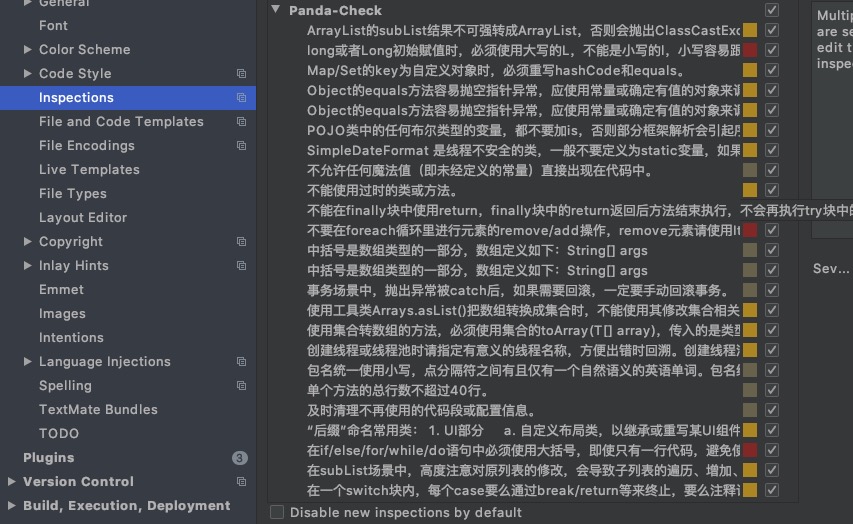 General
Font
Color Scheme
Code Style
Inspections
File and Code Templates
File Encodings
Live Templates
File Types
Layout Editor
Copyright
Inlay Hints
Emmet
Images
Intentions
Language Injections
Spelling
TextMate Bundles
TODO
Plugins
3
Version Control
Build, Execution, Deployment
Panda-Check
ArrayList的subList结果不可强转成ArrayList，否则会抛出ClassCastExc
long或者Long初始赋值时，必须使用大写的L，不能是小写的l，小写容易跟
Map/Set的key为自定义对象时，必须重写hashCode和equals。
Object的equals方法容易抛空指针异常，应使用常量或确定有值的对象来
Object的equals方法容易抛空指针异常，应使用常量或确定有值的对象来
POJO类中的任何布尔类型的变量，都不要加is，否则部分框架解析会引起
SimpleDateFormat 是线程不安全的类，一般不要定义为static变量，如果
不允许任何魔法值（即未经定义的常量）直接出现在代码中。
不能使用过时的类或方法。
不能在finally块中使用return，finally块中的return返回后方法结束执行，不会再执行try块中的
不要在foreach循环里进行元素的remove/add操作，remove元素请使用It
中括号是数组类型的一部分，数组定义如下：String[] args
中括号是数组类型的一部分，数组定义如下：String[] args
事务场景中，抛出异常被catch后，如果需要回滚，一定要手动回滚事务。
使用工具类Arrays.asList()把数组转换成集合时，不能使用其修改集合相关
使用集合转数组的方法，必须使用集合的toArray(T[] array)，传入的是类型
创建线程或线程池时请指定有意义的线程名称，方便出错时回溯。创建线程
包名统一使用小写，点分隔符之间有且仅有一个自然语义的英语单词。包名
单个方法的总行数不超过40行。
及时清理不再使用的代码段或配置信息。
“后缀”命名常用类： 1. UI部分 a. 自定义布局类，以继承或重写某UI组件
在if/else/for/while/do语句中必须使用大括号，即使只有一行代码，避免
在subList场景中，高度注意对原列表的修改，会导致子列表的遍历、增加、
在一个switch块内，每个case要么通过break/return等来终止，要么注释
Disable new inspections by default
Multip
are se
edit t
inspe
Sev...